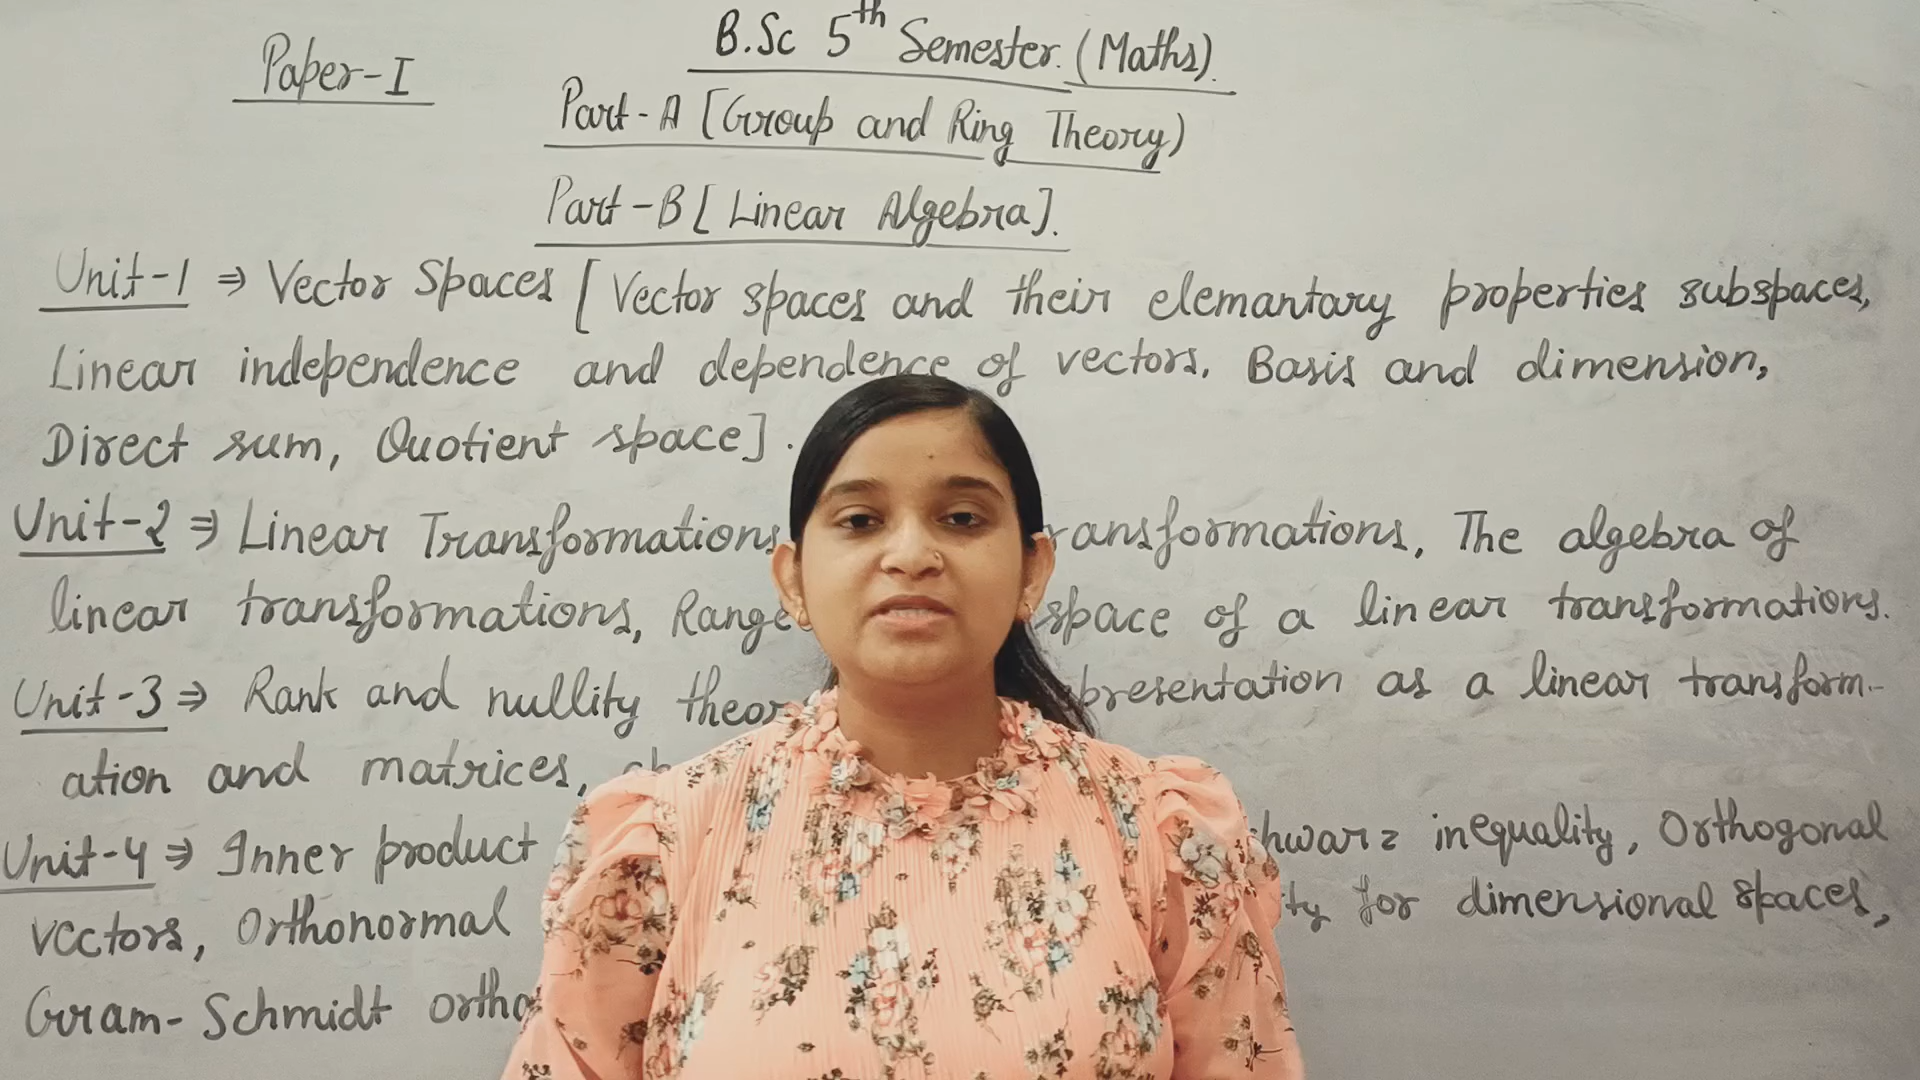 Paper-I
B.Sc 5th Semester (Maths).
Part-A [Group and Ring Theory)
Part-B [Linear Algebra].
Unit-1 ⇒ Vector Spaces [Vector spaces and their elemantary properties subspaces,
Linear independence and dependence of vectors. Basis and dimension,
Direct sum, Quotient space].
Unit-2 ⇒ Linear Transformations ransformations, The algebra of
linear transformations, Range space of a linear transformations.
Unit-3 ⇒ Rank and nullity theor presentation as a linear transform-
ation and matrices,
Unit-4 ⇒ Inner product hwarz inequality, Orthogonal
vectors, Orthonormal ty for dimensional spaces,
Gram-Schmidt ortho